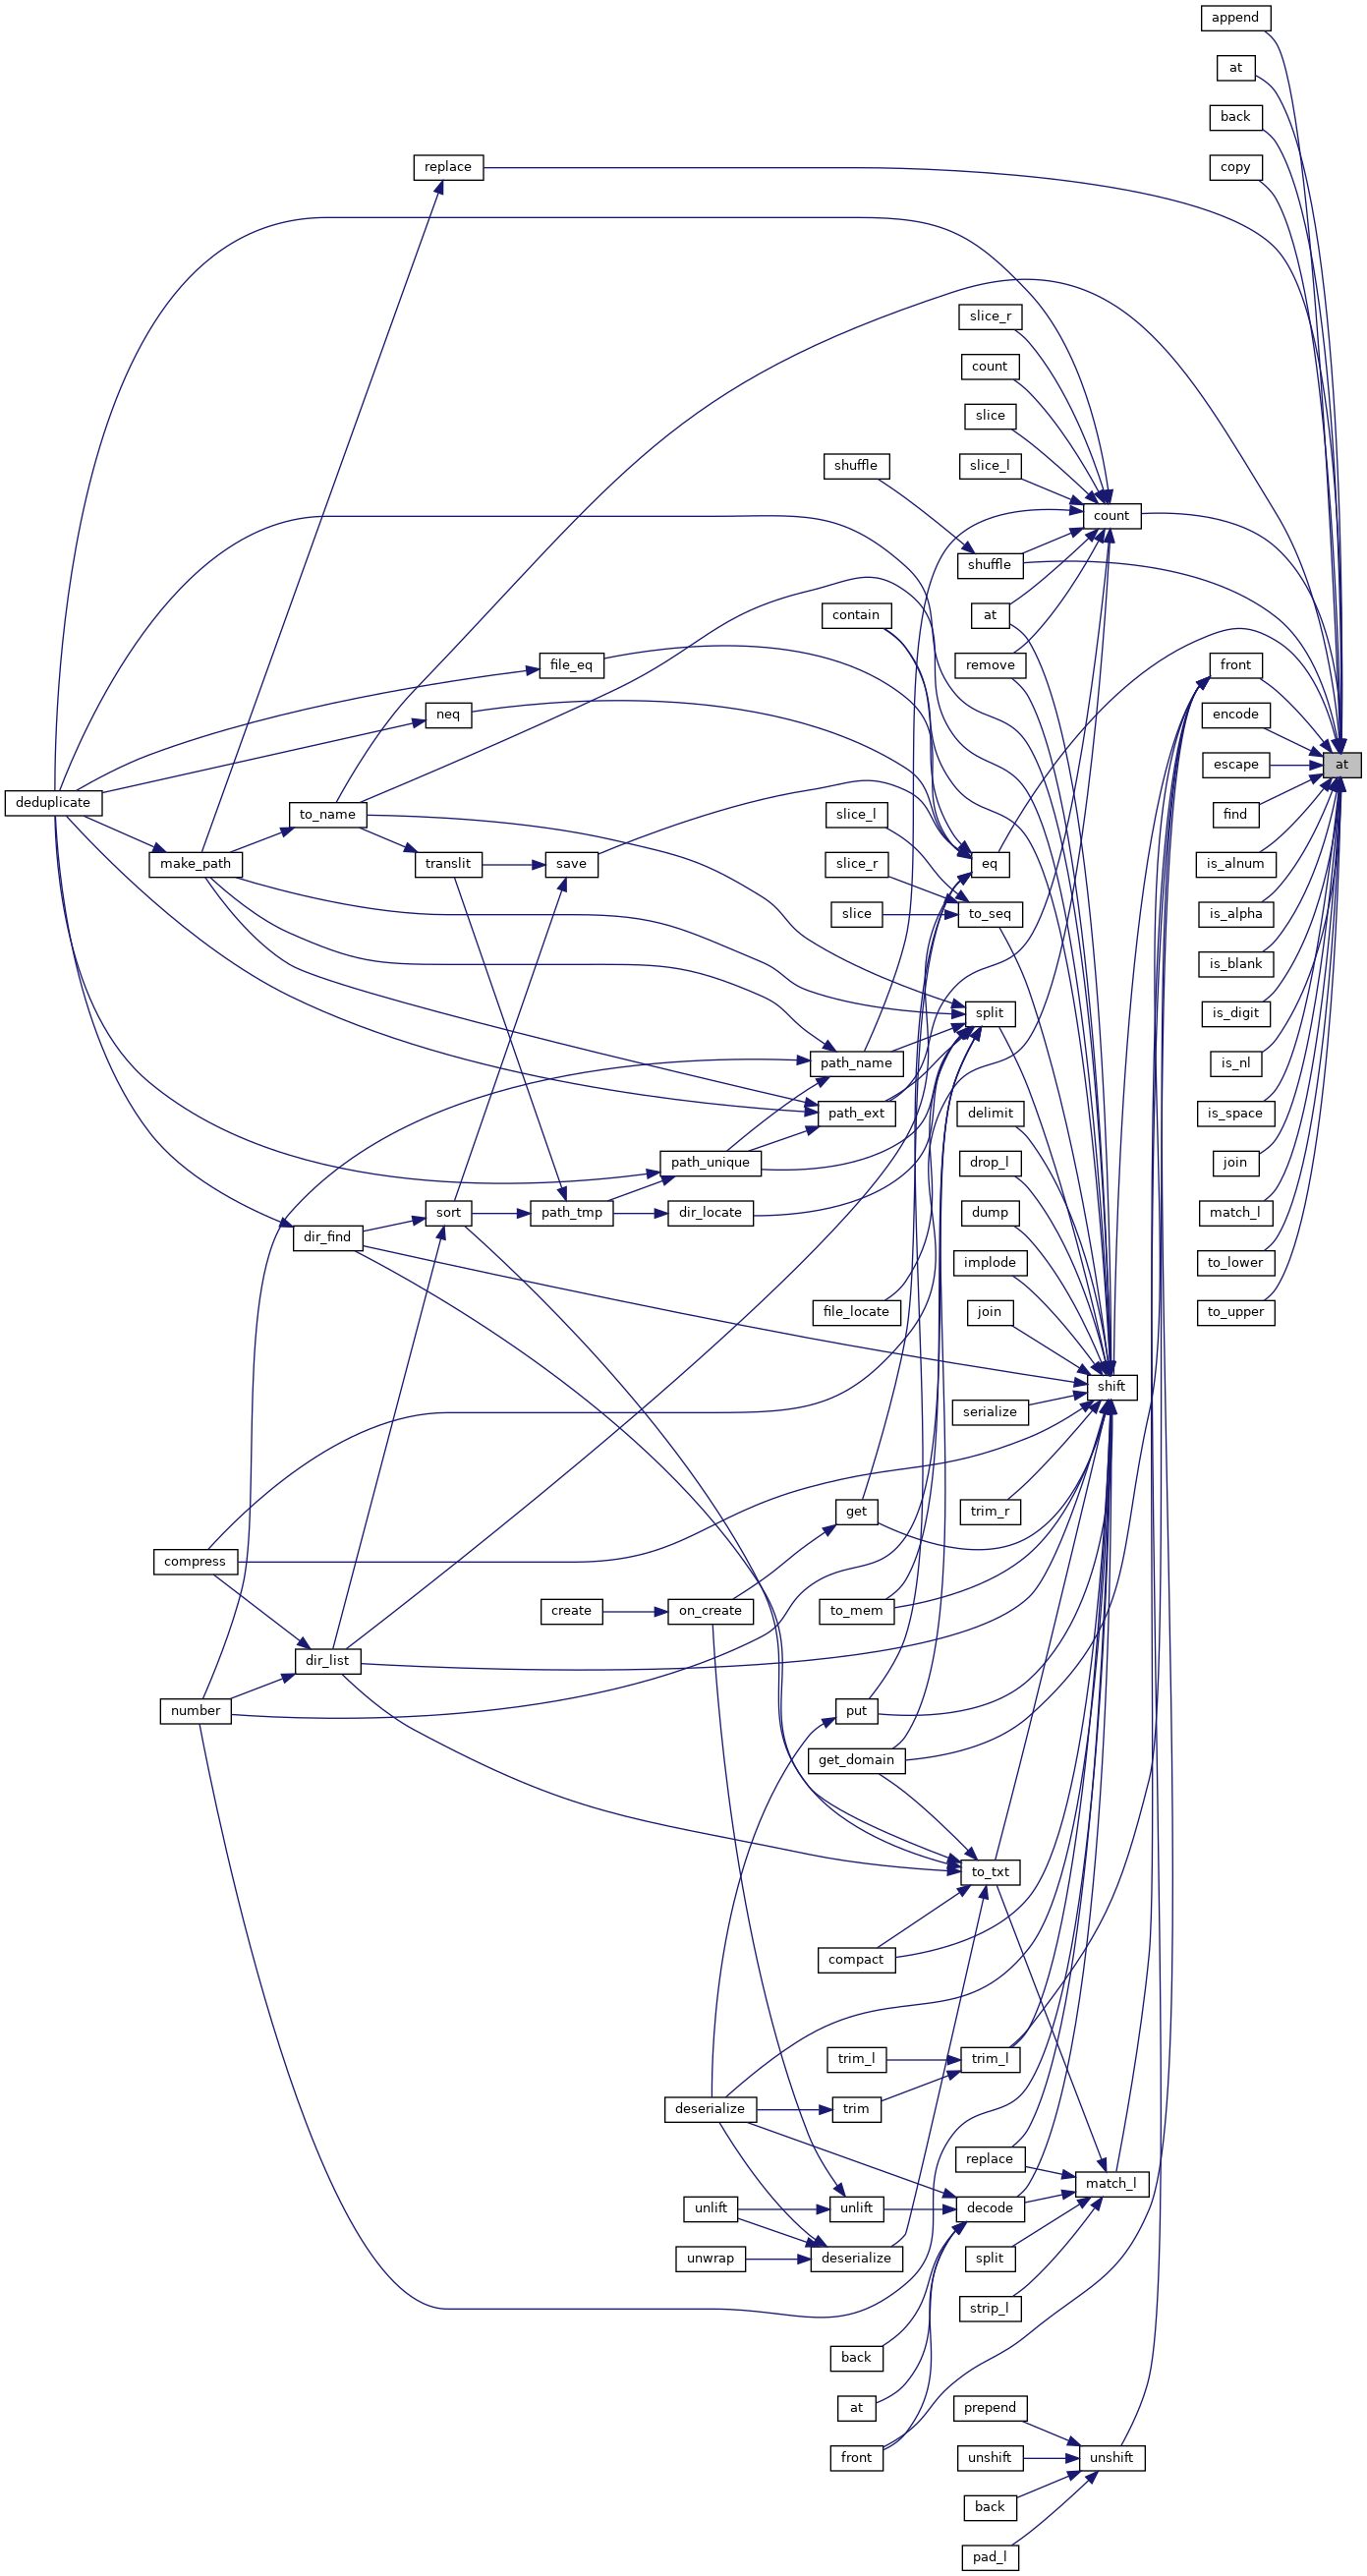 append
at
back
copy
replace
slice_r
count
slice
slice_l
shuffle
count
shuffle
at
contain
remove
front
file_eq
neq
encode
escape
at
deduplicate
to_name
slice_l
find
make_path
translit
save
slice_r
eq
is_alnum
slice
to_seq
is_alpha
is_blank
split
is_digit
path_name
is_nl
path_ext
delimit
is_space
path_unique
drop_l
join
sort
path_tmp
dir_locate
dump
match_l
dir_find
implode
to_lower
file_locate
join
to_upper
shift
serialize
get
trim_r
compress
create
on_create
to_mem
dir_list
number
put
get_domain
to_txt
compact
trim_l
trim_l
deserialize
trim
replace
match_l
unlift
unlift
decode
unwrap
deserialize
split
strip_l
back
at
prepend
front
unshift
unshift
back
pad_l